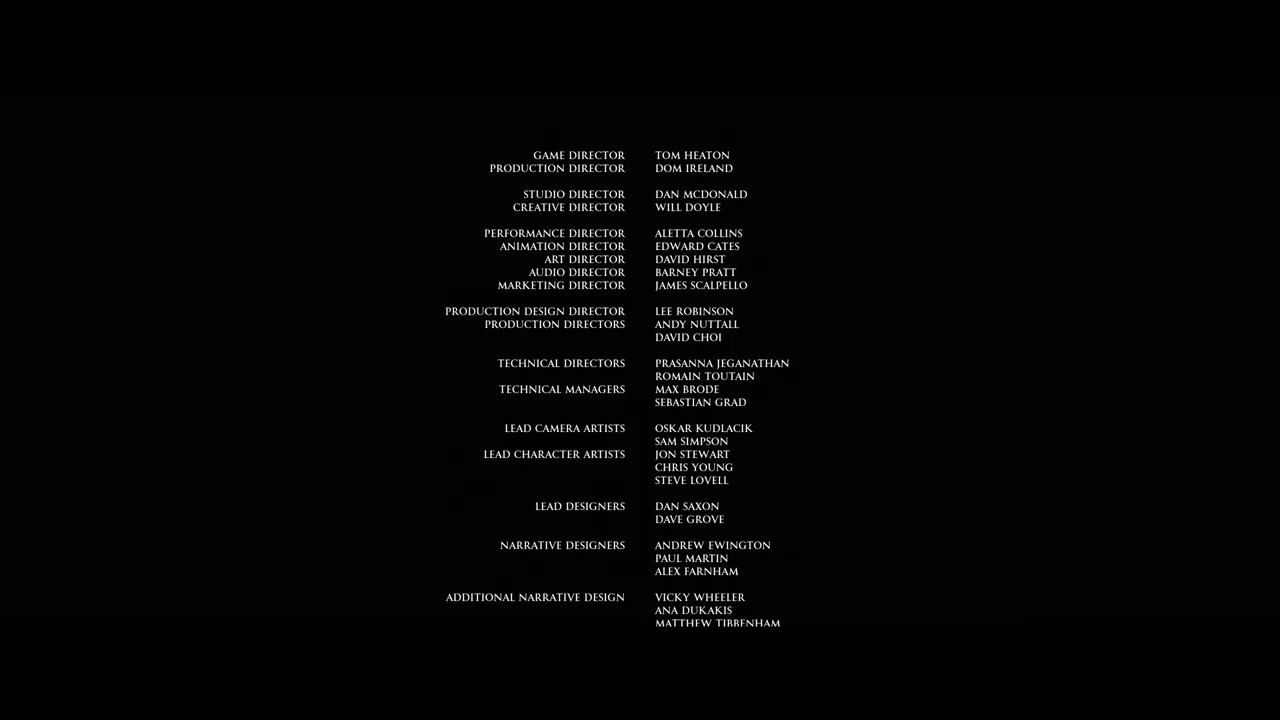 GAME DIRECTOR TOM HEATON
PRODUCTION DIRECTOR DOM IRELAND
STUDIO DIRECTOR DAN MCDONALD
CREATIVE DIRECTOR WILL DOYLE
PERFORMANCE DIRECTOR ALETTA COLLINS
ANIMATION DIRECTOR EDWARD CATES
ART DIRECTOR DAVID HIRST
AUDIO DIRECTOR BARNEY PRATT
MARKETING DIRECTOR JAMES SCALPELLO
PRODUCTION DESIGN DIRECTOR LEE ROBINSON
PRODUCTION DIRECTORS ANDY NUTTALL
DAVID CHOI
TECHNICAL DIRECTORS PRASANNA JEGANATHAN
ROMAIN TOUTAIN
TECHNICAL MANAGERS MAX BRODE
SEBASTIAN GRAD
LEAD CAMERA ARTISTS OSKAR KUDLACIK
SAM SIMPSON
LEAD CHARACTER ARTISTS JON STEWART
CHRIS YOUNG
STEVE LOVELL
LEAD DESIGNERS DAN SAXON
DAVE GROVE
NARRATIVE DESIGNERS ANDREW EWINGTON
PAUL MARTIN
ALEX FARNHAM
ADDITIONAL NARRATIVE DESIGN VICKY WHEELER
ANA DUKAKIS
MATTHEW TIBBENHAM